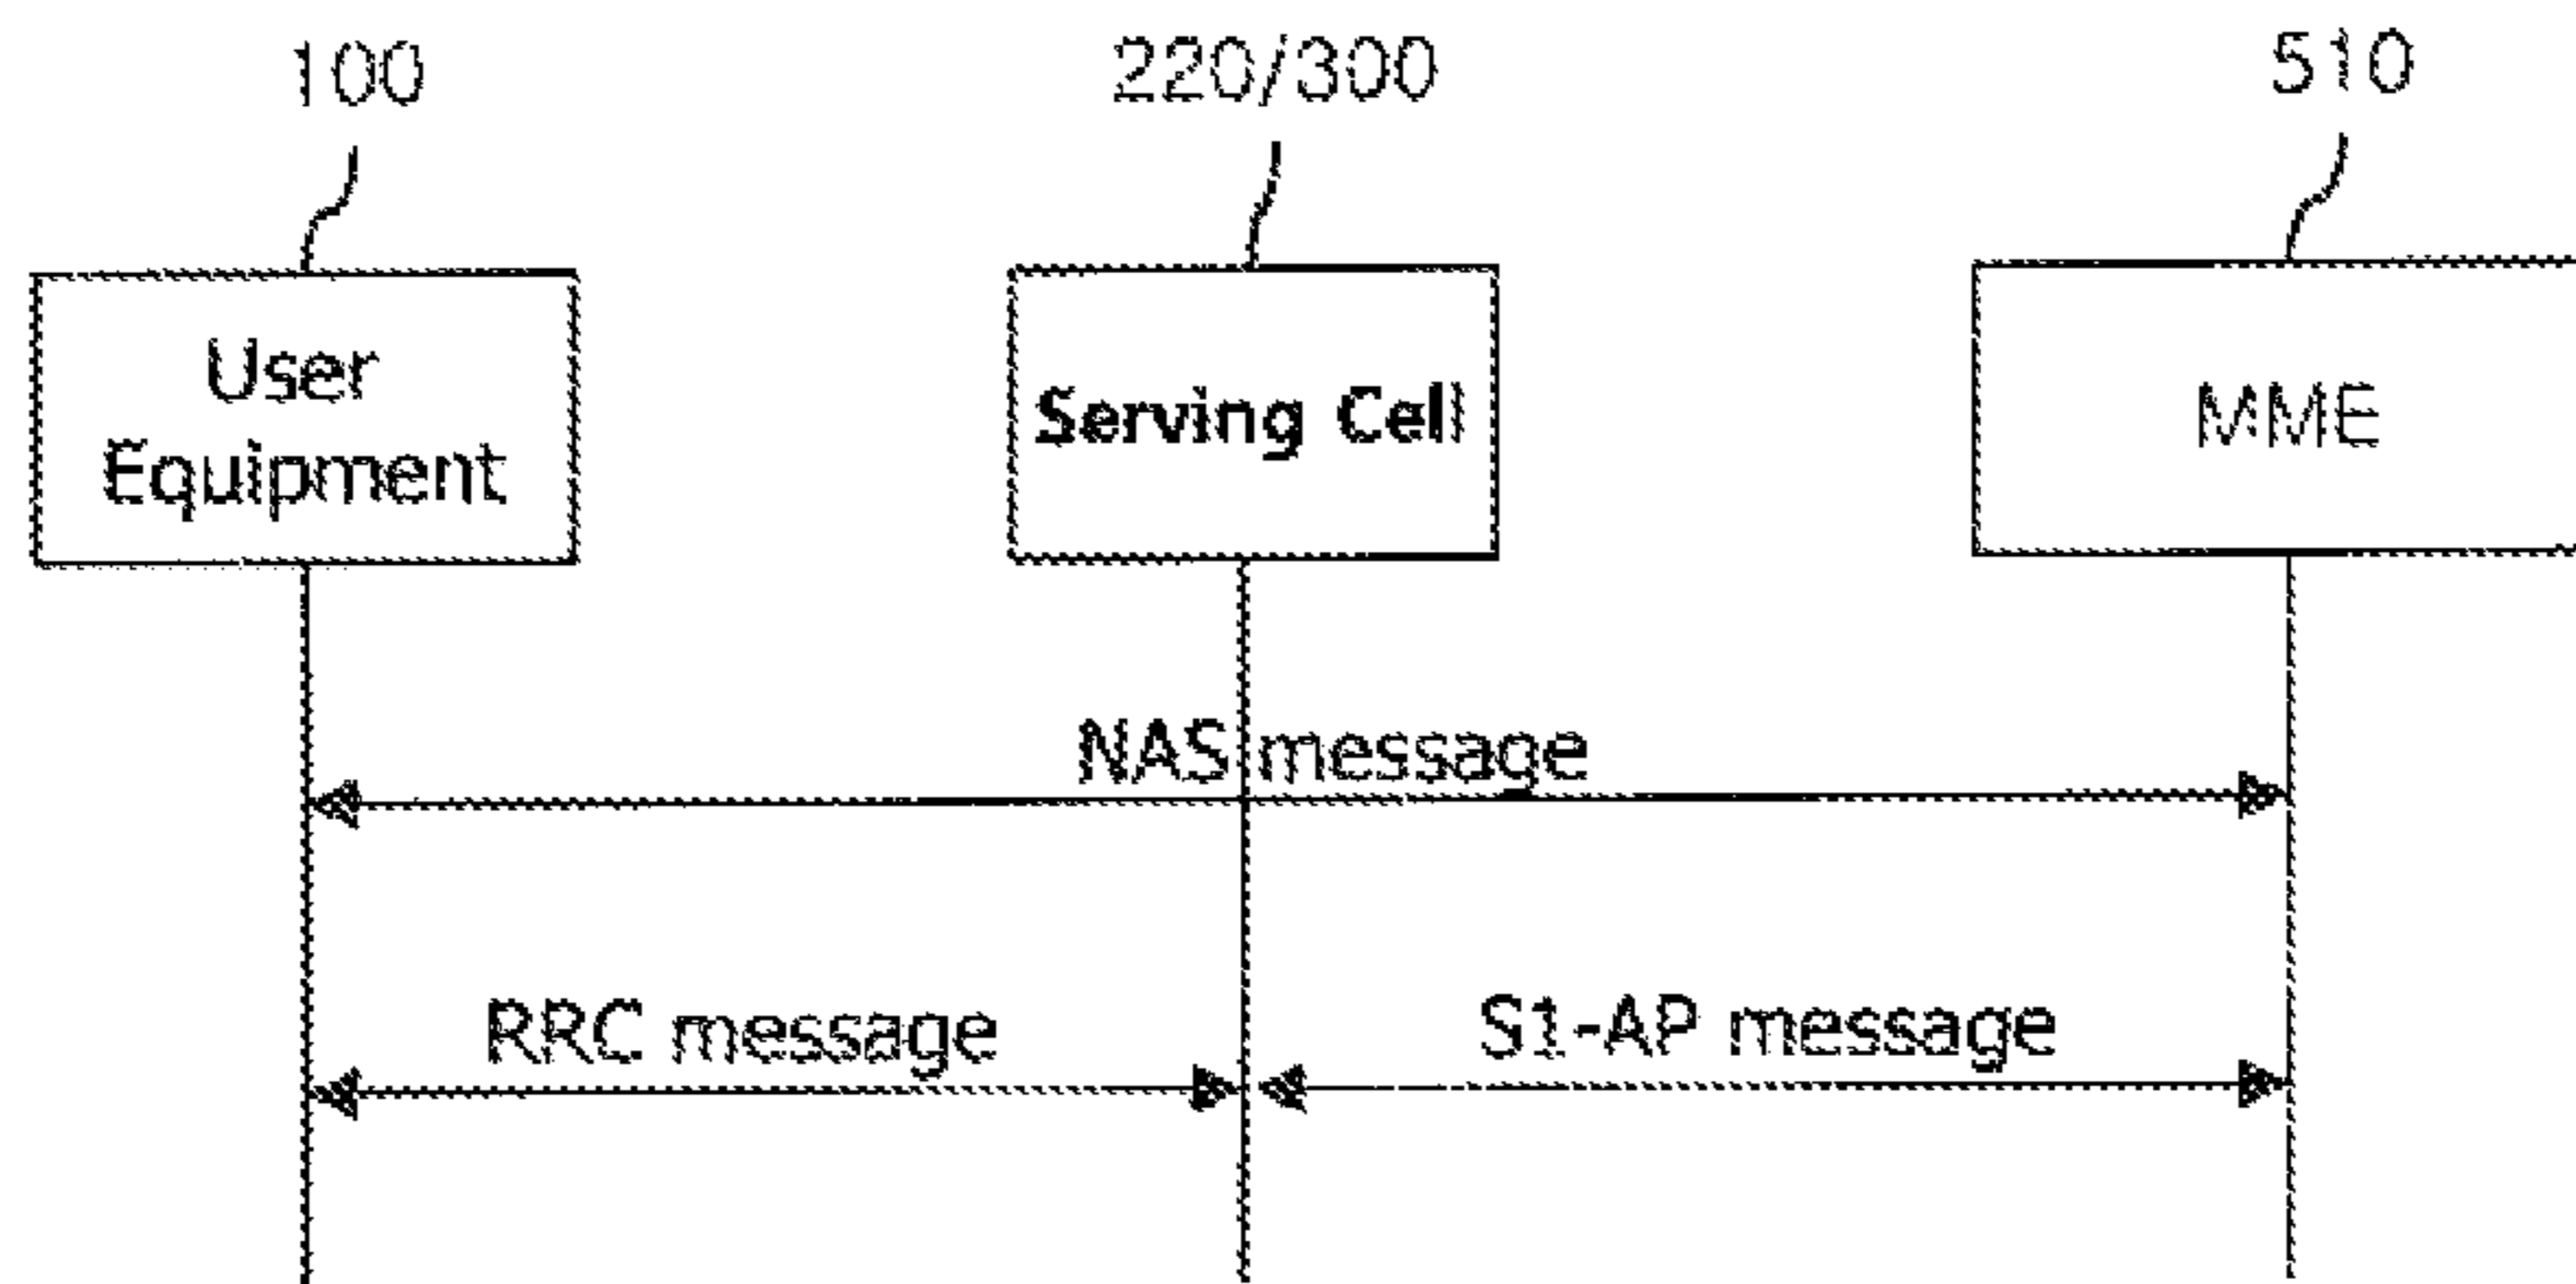 100
220/300
510
User
Equipment
Serving Cell
MME
NAS message
RRC message
S1-AP message